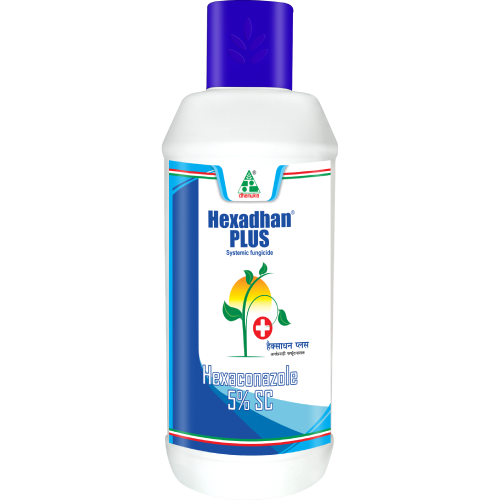 dhanuka
Hexadhan®
PLUS
Systemic fungicide
हैक्साधन प्लस
Hexaconazole
5% SC